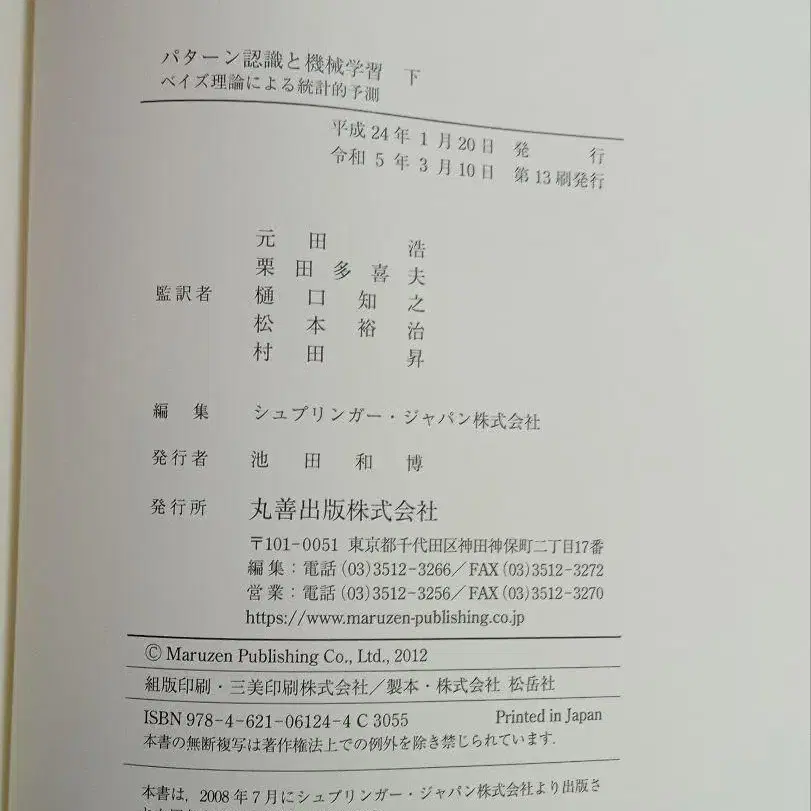 パターン認識と機械学習 下
ベイズ理論による統計的予測
平成24年1月20日 発行
令和5年3月10日 第13刷発行
元田浩
栗田多喜夫
監訳者 樋口知之
松本裕治
村田昇
編集 シュプリンガー・ジャパン株式会社
発行者 池田和博
発行所 丸善出版株式会社
〒101-0051 東京都千代田区神田神保町二丁目17番
編集：電話(03)3512-3266／FAX(03)3512-3272
営業：電話(03)3512-3256／FAX(03)3512-3270
https://www.maruzen-publishing.co.jp
© Maruzen Publishing Co., Ltd., 2012
組版印刷・三美印刷株式会社／製本・株式会社 松岳社
ISBN 978-4-621-06124-4 C 3055 Printed in Japan
本書の無断複写は著作権法上での例外を除き禁じられています.
本書は，2008年7月にシュプリンガー・ジャパン株式会社より出版さ